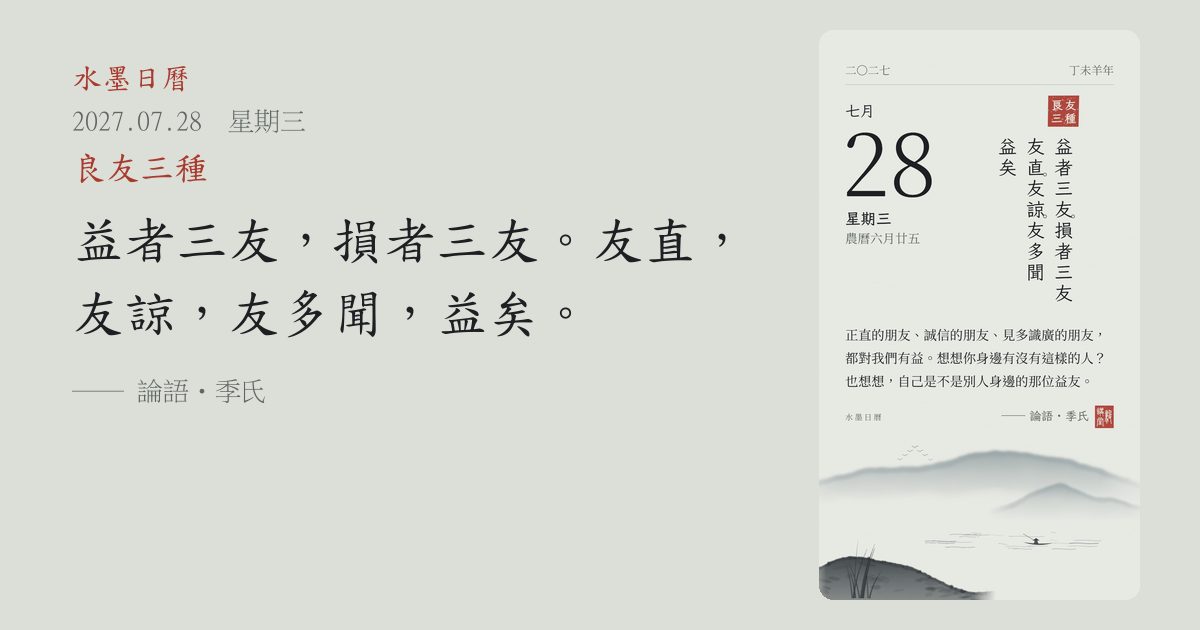 水墨日曆
2027.07.28　星期三
良友三種
益者三友，損者三友。友直，
友諒，友多聞，益矣。
—— 論語・季氏
二〇二七
丁未羊年
七月
28
星期三
農曆六月廿五
友種
良三
益者三友。損者三友
友直。友諒。友多聞
益矣
正直的朋友、誠信的朋友、見多識廣的朋友，
都對我們有益。想想你身邊有沒有這樣的人？
也想想，自己是不是別人身邊的那位益友。
水墨日曆
—— 論語・季氏